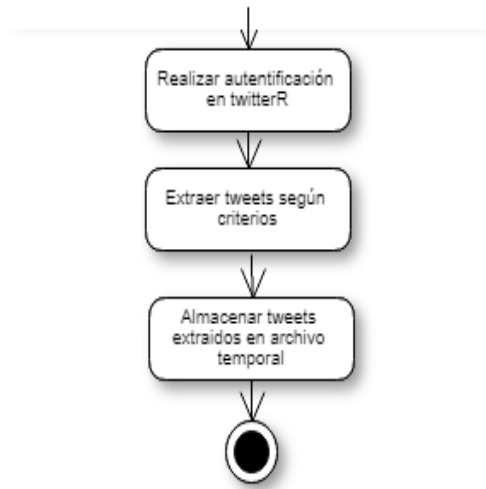 Realizar autentificación
en twitterR
Extraer tweets según
criterios
Almacenar tweets
extraidos en archivo
temporal